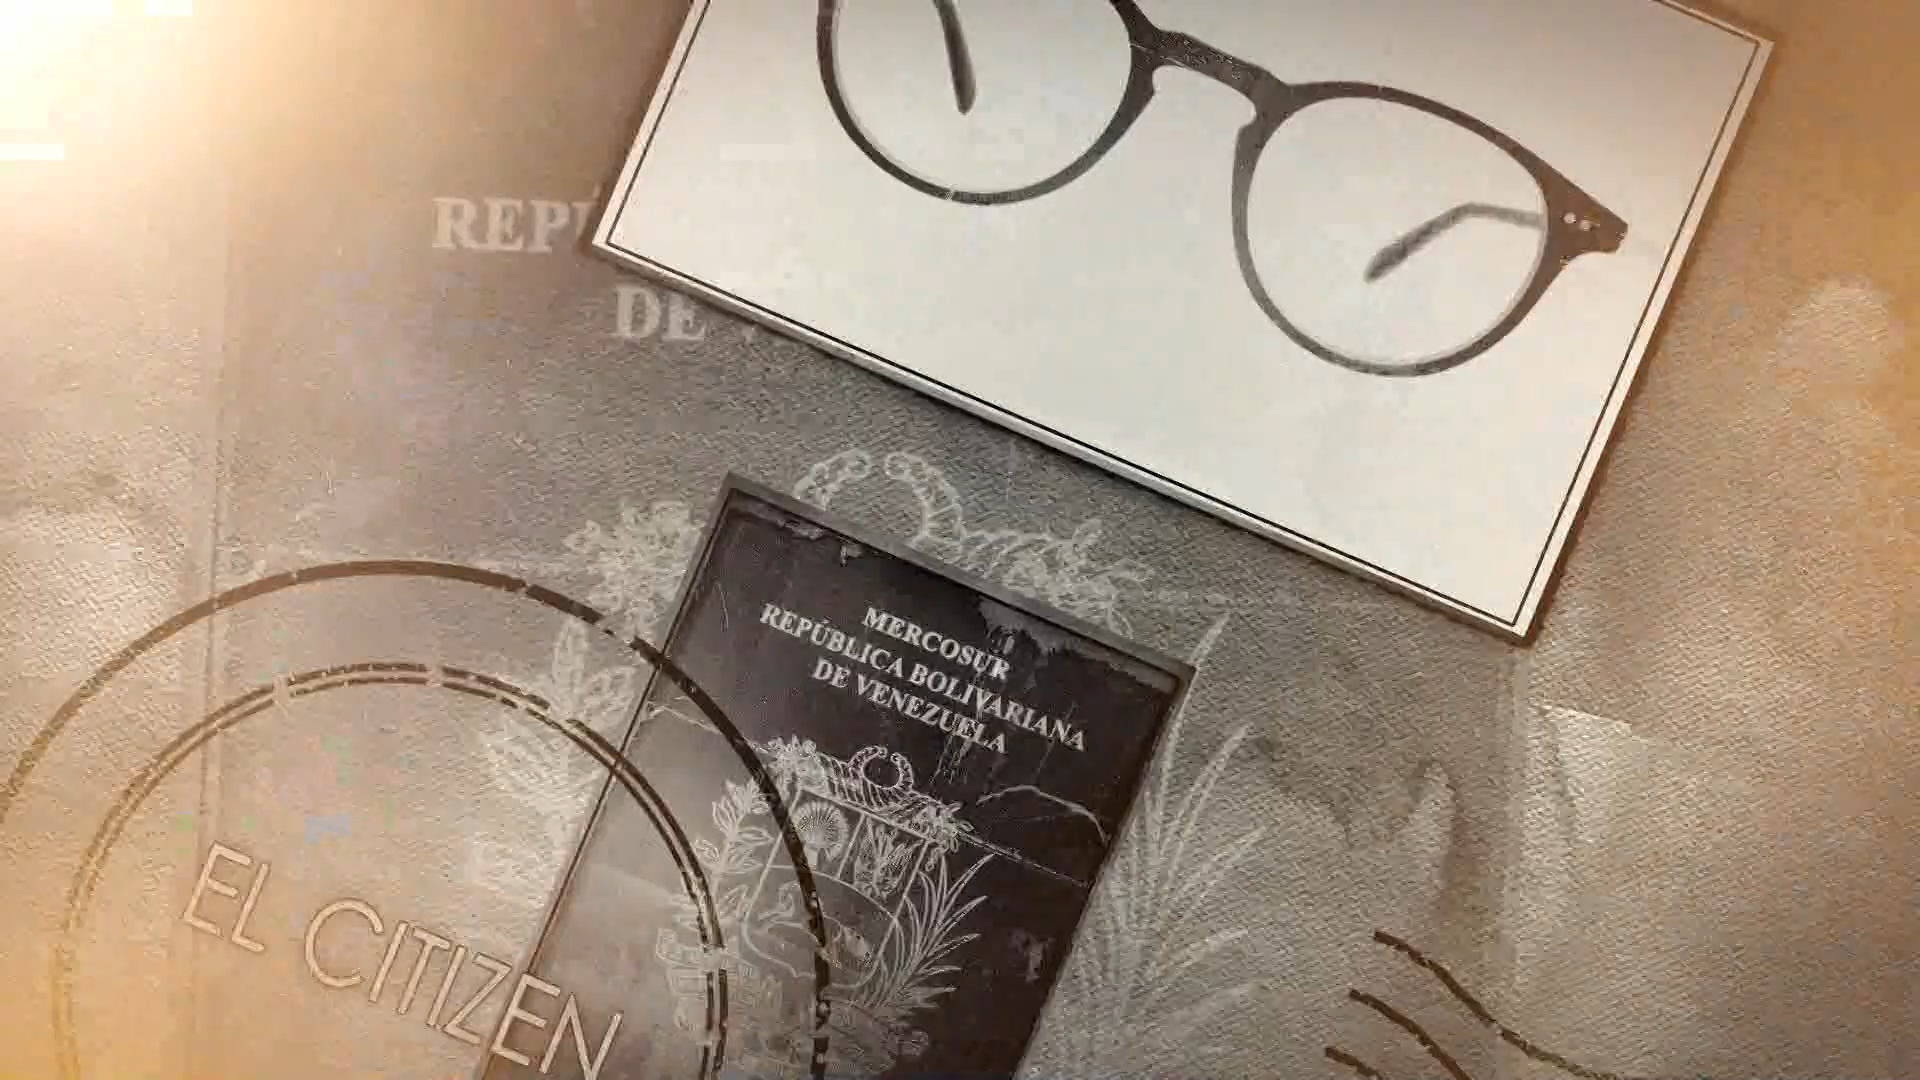 REPÚ
DE
MERCOSUR
REPÚBLICA BOLIVARIANA
DE VENEZUELA
EL CITIZEN